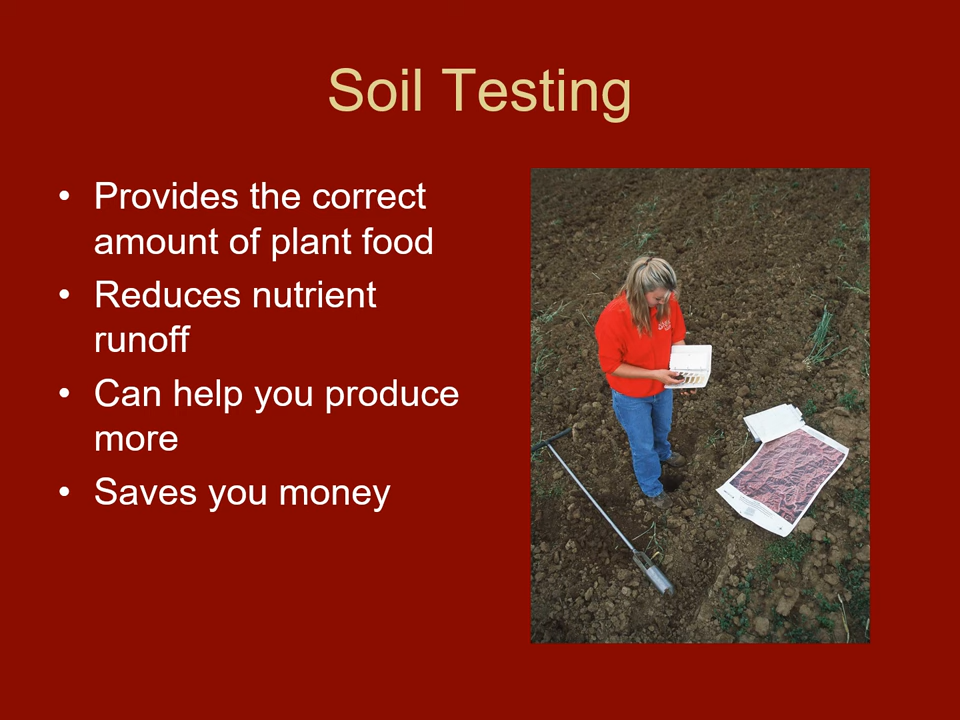 Soil Testing
• Provides the correct
amount of plant food
• Reduces nutrient
runoff
• Can help you produce
more
• Saves you money